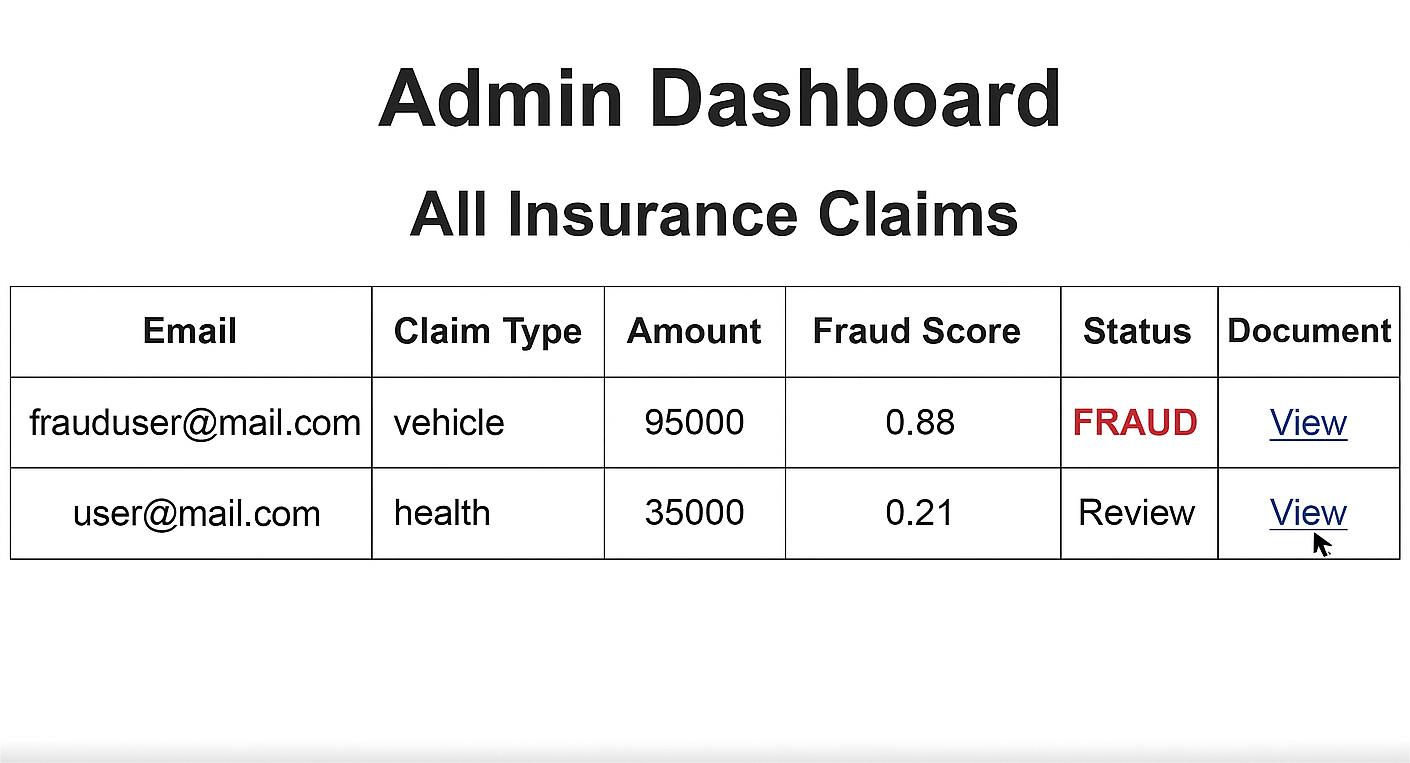 Admin Dashboard
All Insurance Claims
Email Claim Type Amount Fraud Score Status Document
frauduser@mail.com vehicle 95000 0.88 FRAUD View
user@mail.com health 35000 0.21 Review View